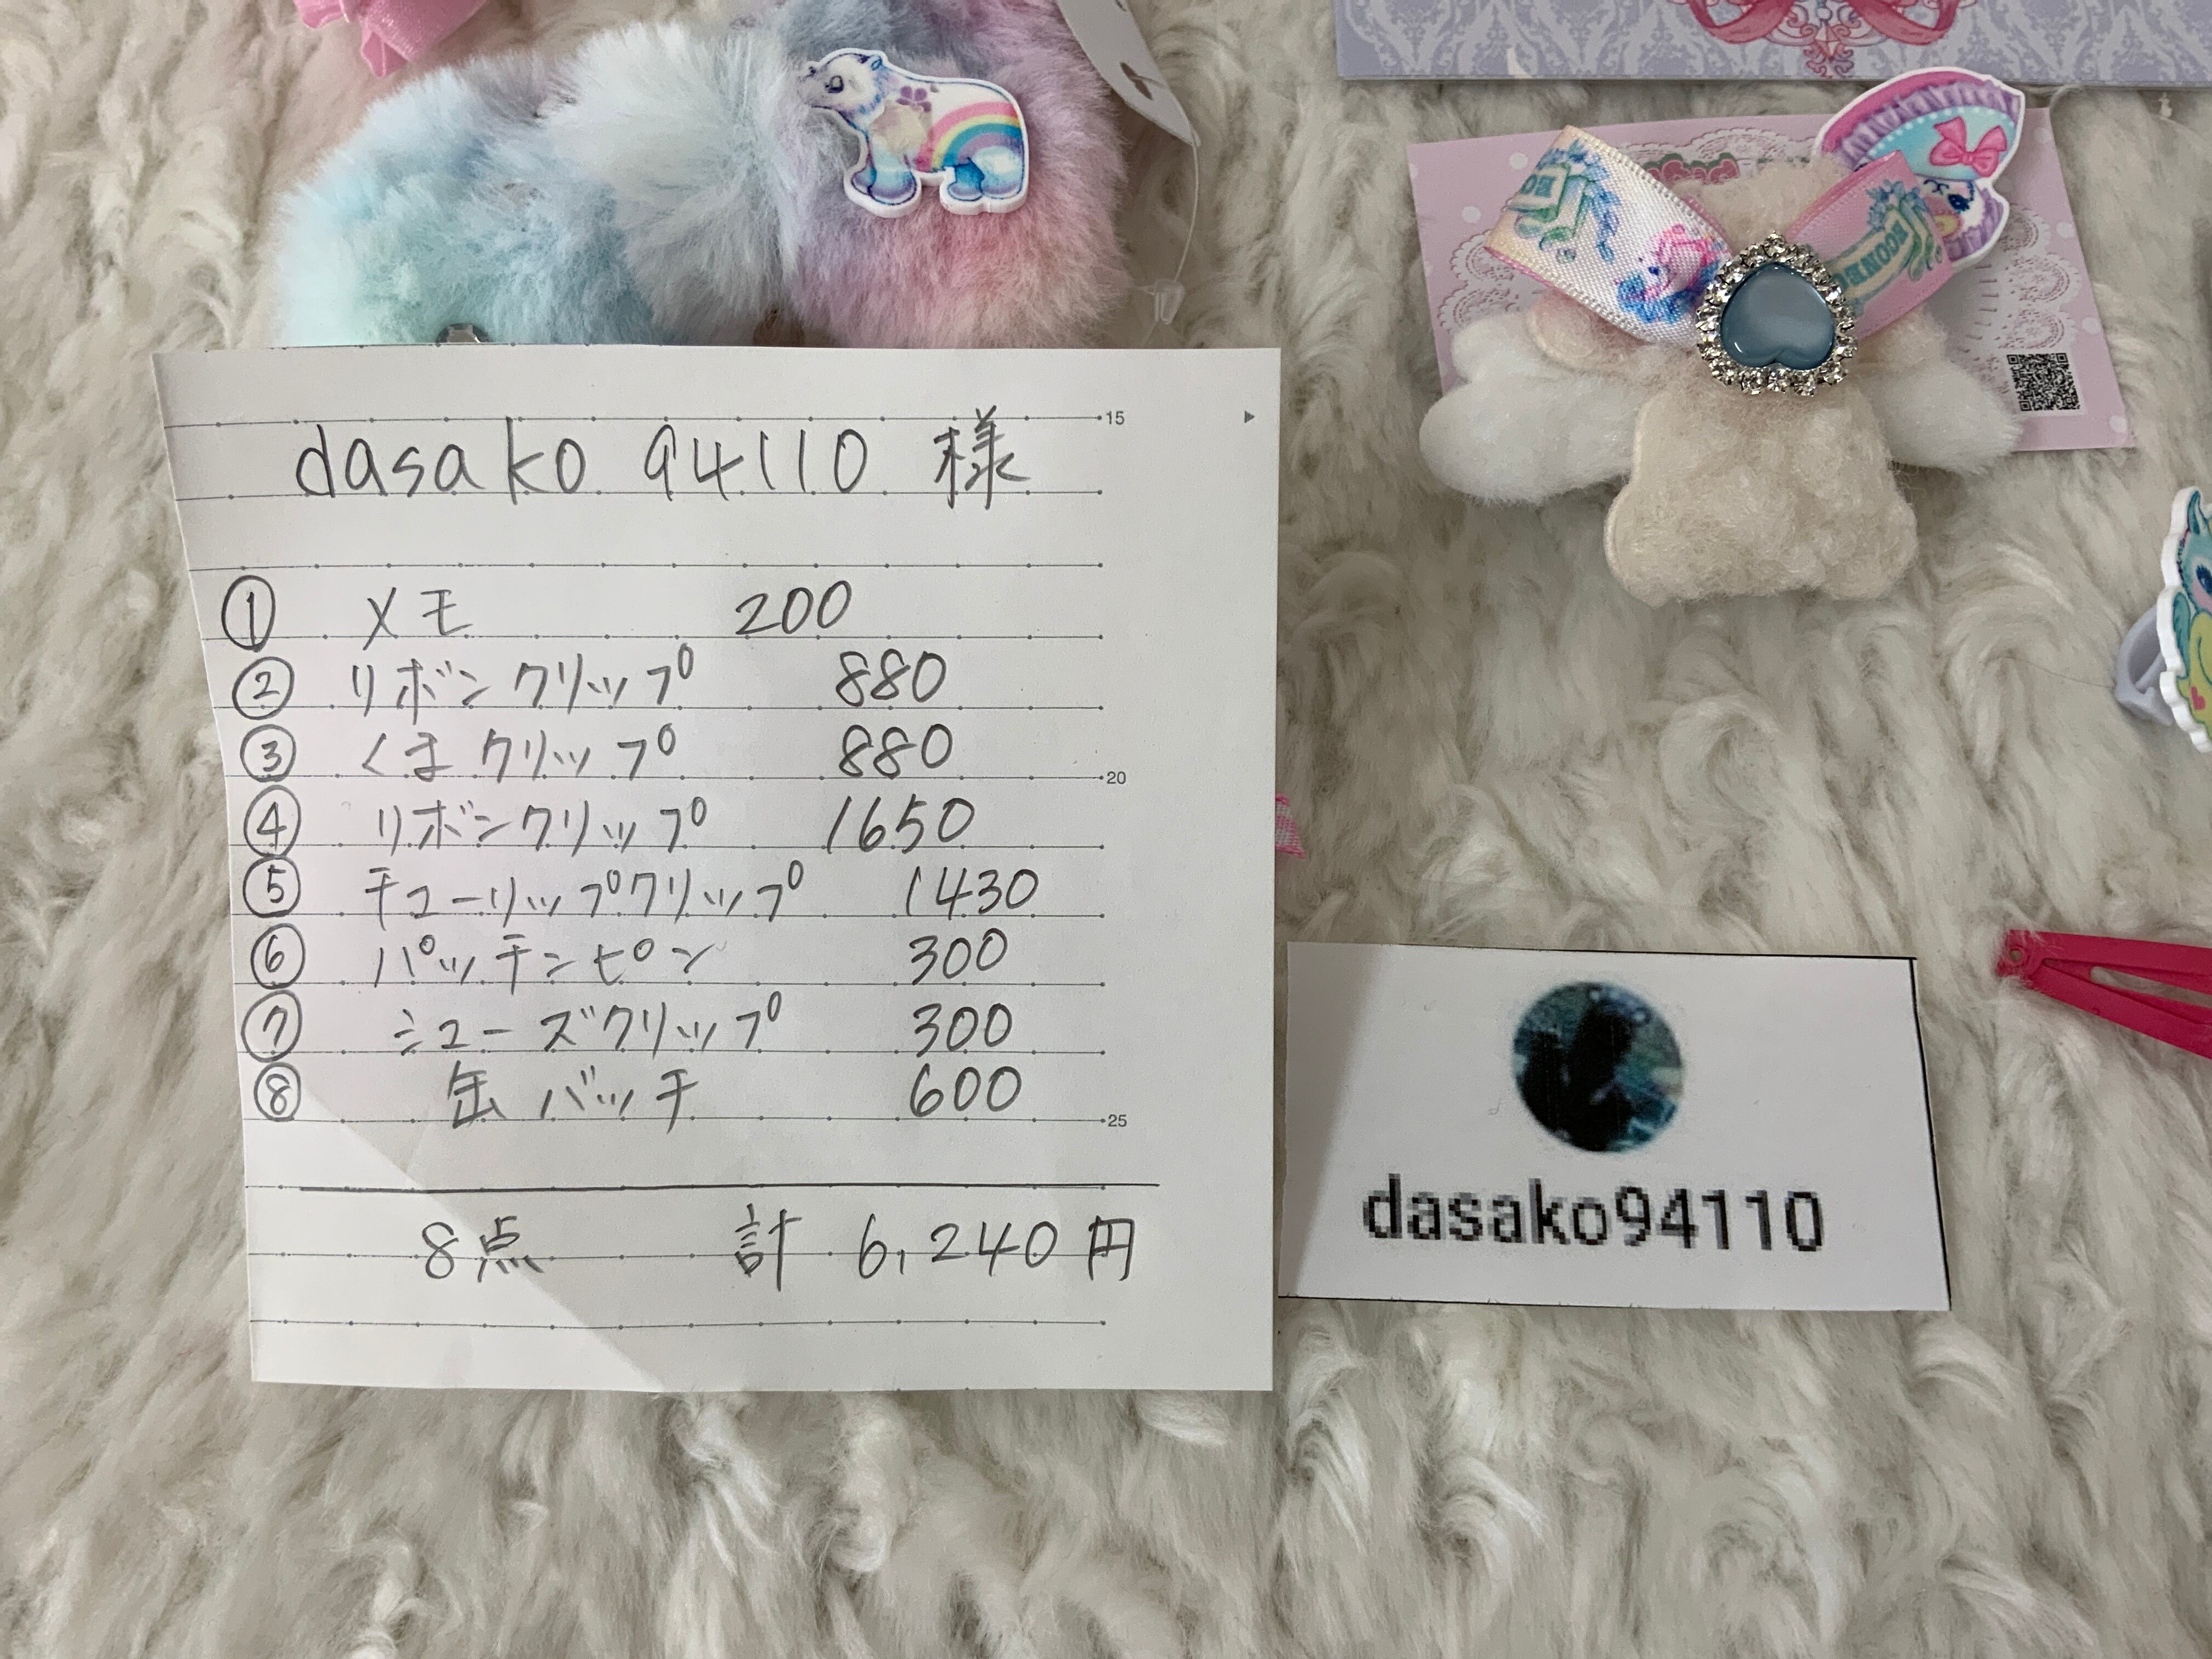 15
dasako 94110 様
① メモ 200
② リボンクリップ 880
③ くまクリップ 880
20
④ リボンクリップ 1650
⑤ チューリップクリップ 1430
⑥ パッチンピン 300
⑦ シューズクリップ 300
⑧ 缶バッチ 600
25
8点 計 6,240円
dasako94110